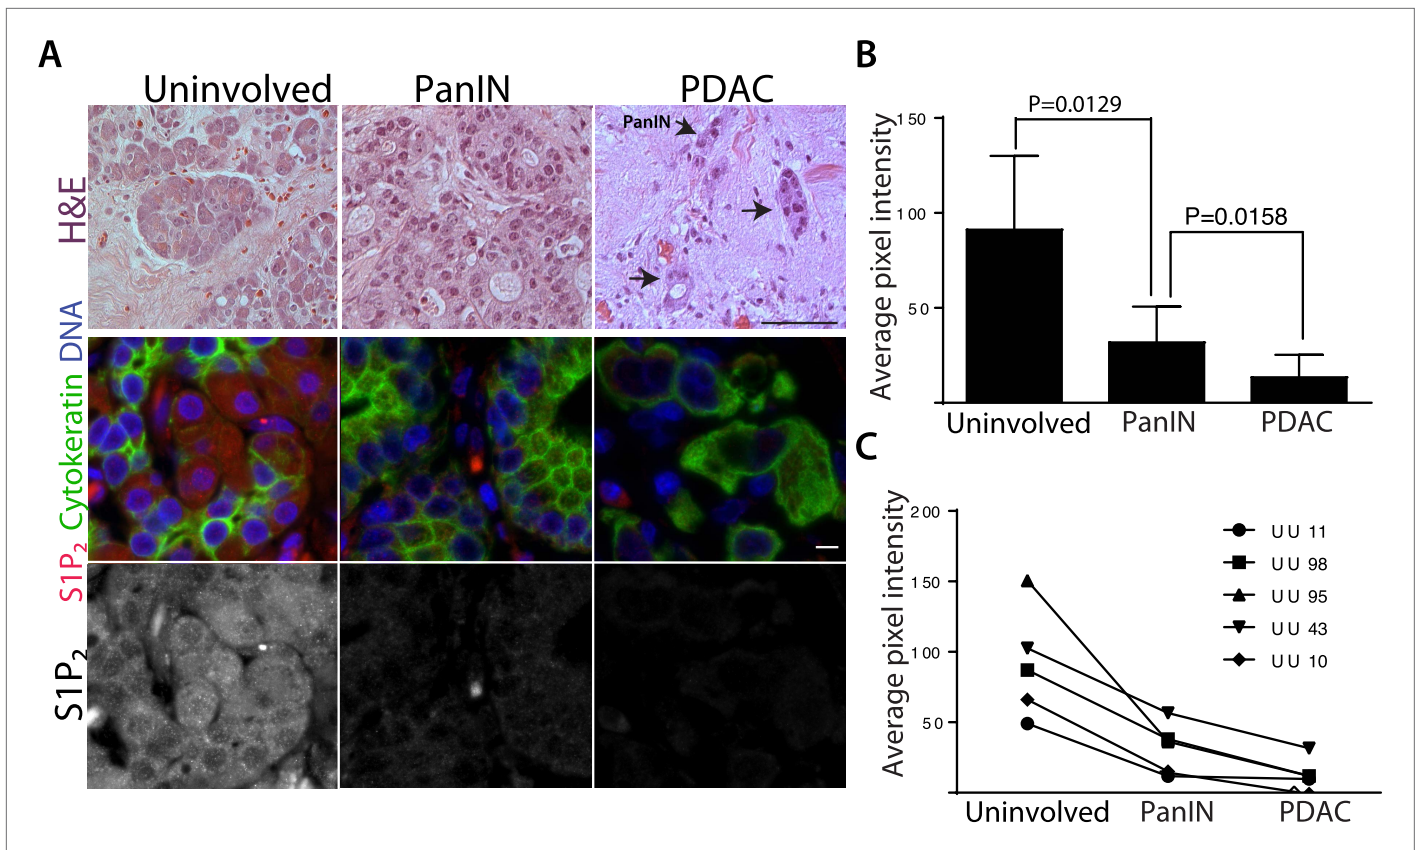 A
Uninvolved PanIN PDAC
H&E
PanIN
S1P2 Cytokeratin DNA
S1P2
B
P=0.0129
P=0.0158
Average pixel intensity
150
100
50
Uninvolved PanIN PDAC
C
Average pixel intensity
200
150
100
50
UU 11
UU 98
UU 95
UU 43
UU 10
Uninvolved PanIN PDAC